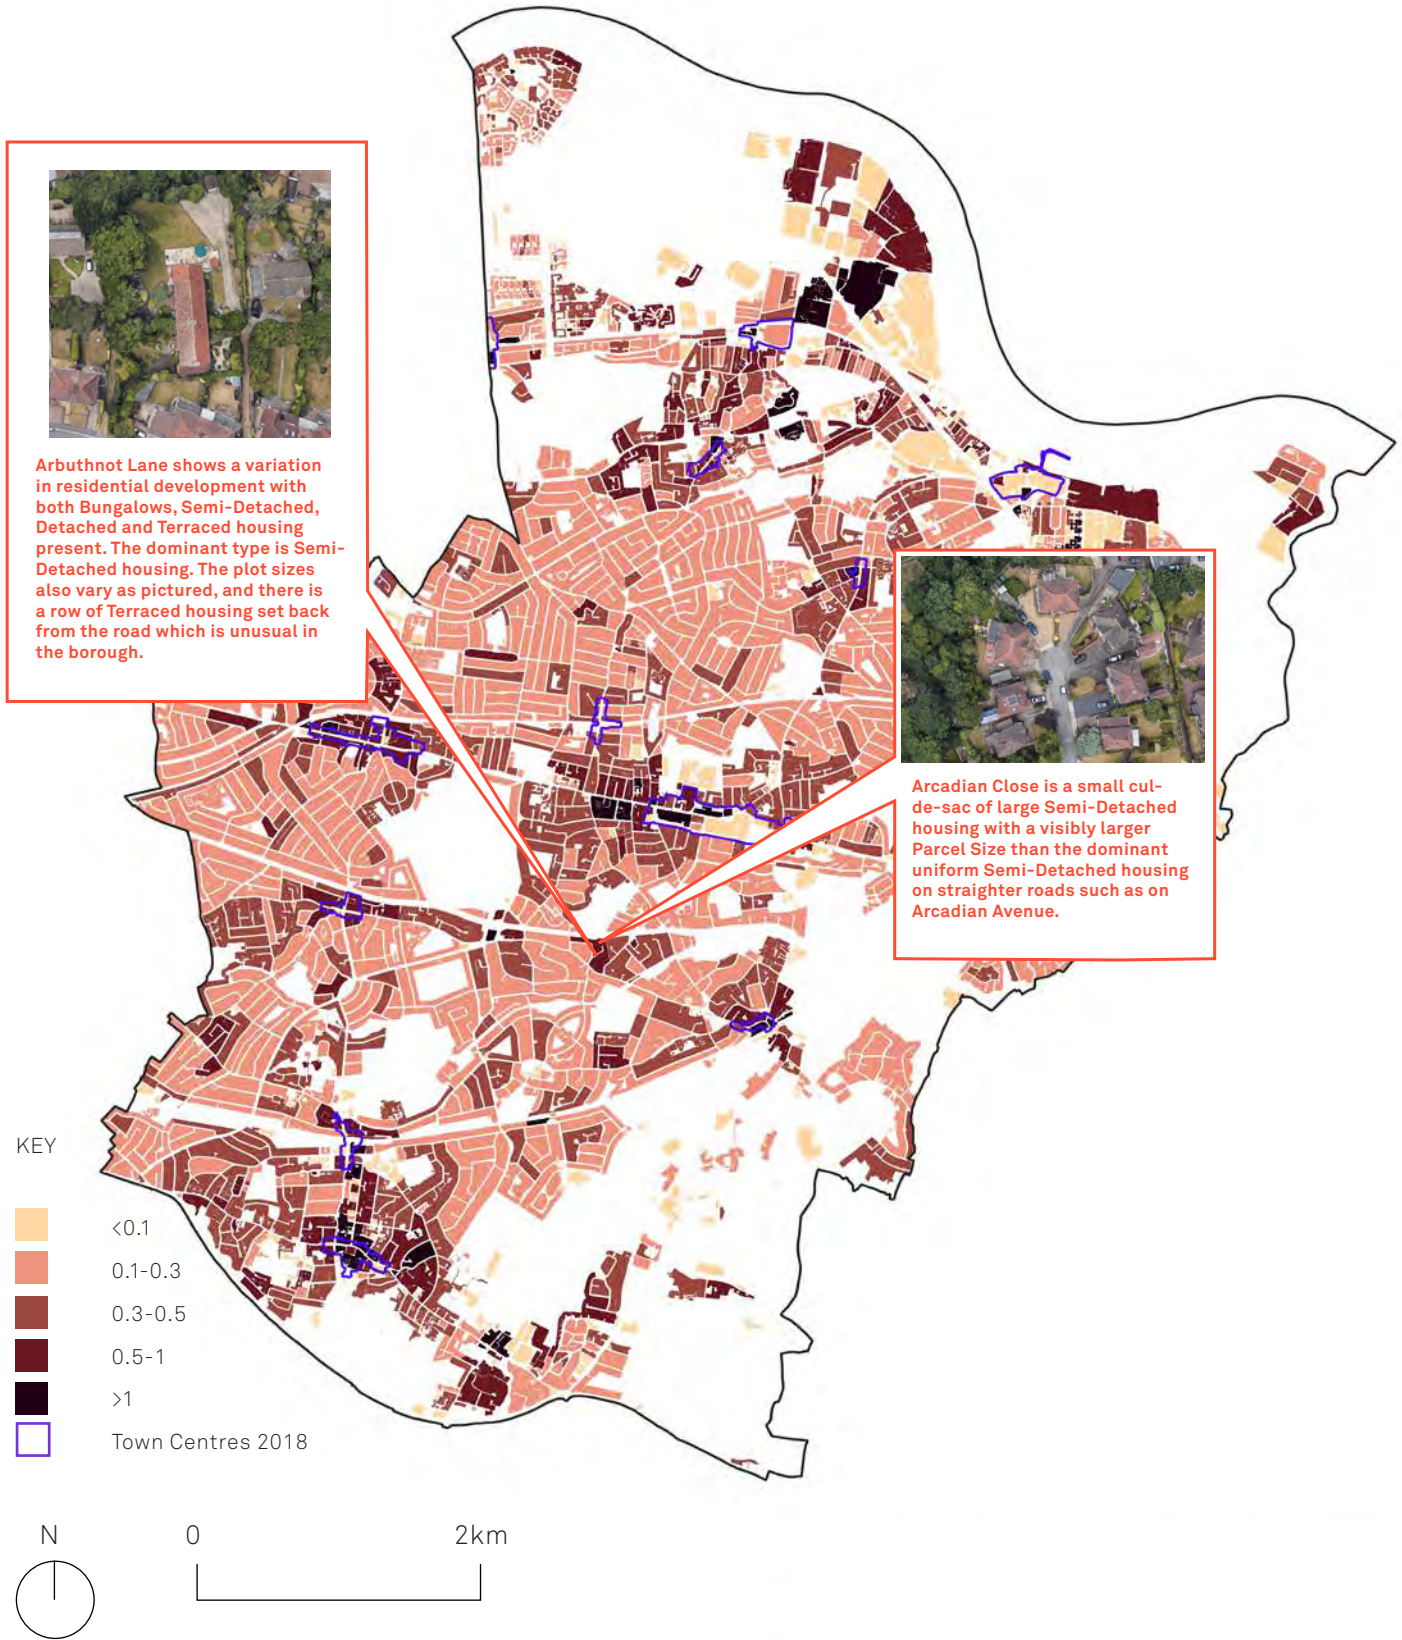 Arbuthnot Lane shows a variation
in residential development with
both Bungalows, Semi-Detached,
Detached and Terraced housing
present. The dominant type is Semi-
Detached housing. The plot sizes
also vary as pictured, and there is
a row of Terraced housing set back
from the road which is unusual in
the borough.
Arcadian Close is a small cul-
de-sac of large Semi-Detached
housing with a visibly larger
Parcel Size than the dominant
uniform Semi-Detached housing
on straighter roads such as on
Arcadian Avenue.
KEY
<0.1
0.1-0.3
0.3-0.5
0.5-1
>1
Town Centres 2018
N
0 2km